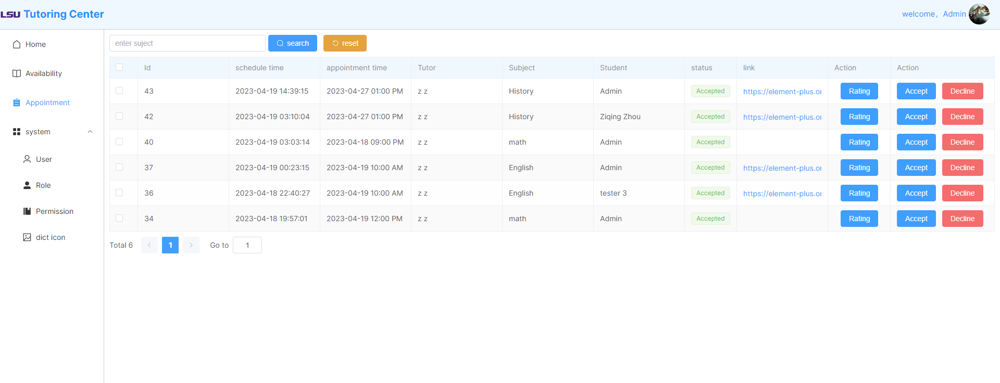 LSU Tutoring Center
welcome, Admin
Home
Availability
Appointment
system
User
Role
Permission
dict icon
enter suject search reset
Id schedule time appointment time Tutor Subject Student status link Action Action
43 2023-04-19 14:39:15 2023-04-27 01:00 PM z z History Admin Accepted https://element-plus.or Rating Accept Decline
42 2023-04-19 03:10:04 2023-04-27 01:00 PM z z History Ziqing Zhou Accepted https://element-plus.or Rating Accept Decline
40 2023-04-19 03:03:14 2023-04-18 09:00 PM z z math Admin Accepted Rating Accept Decline
37 2023-04-19 00:23:15 2023-04-19 10:00 AM z z English Admin Accepted https://element-plus.or Rating Accept Decline
36 2023-04-18 22:40:27 2023-04-19 10:00 AM z z English tester 3 Accepted https://element-plus.or Rating Accept Decline
34 2023-04-18 19:57:01 2023-04-19 12:00 PM z z math Admin Accepted Rating Accept Decline
Total 6 1 Go to 1